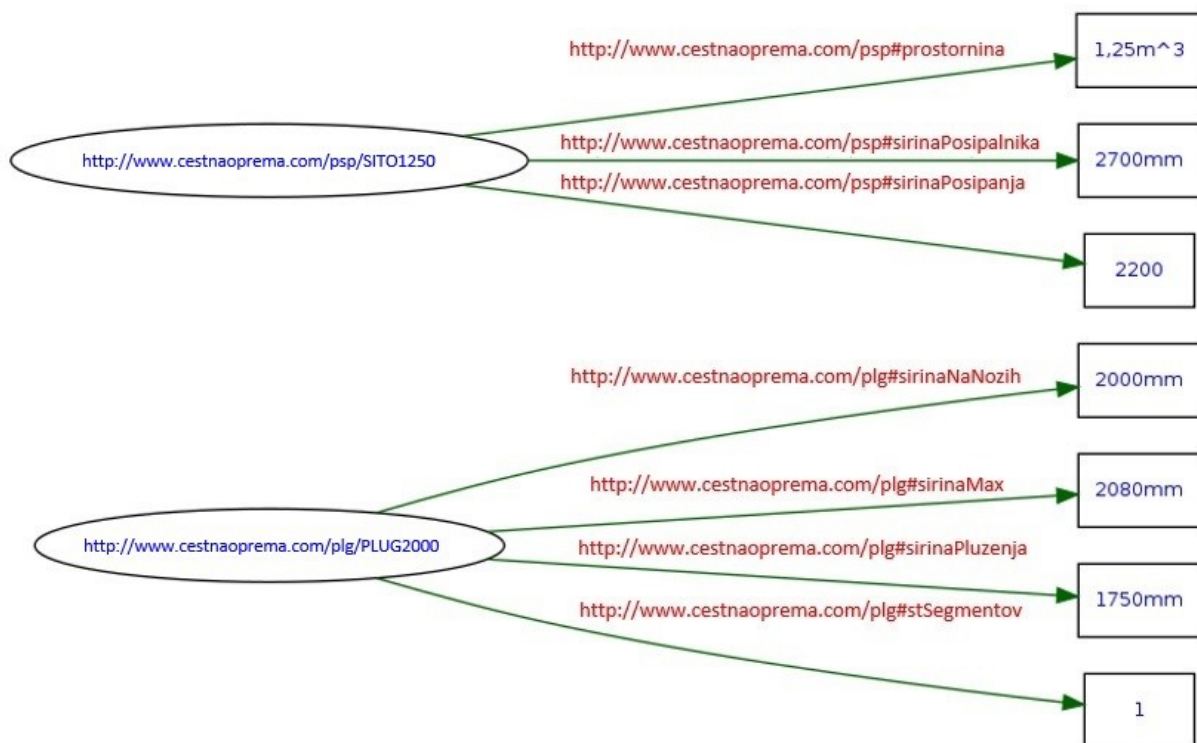 http://www.cestnaoprema.com/psp#prostornina
1,25m^3
http://www.cestnaoprema.com/psp/SITO1250
http://www.cestnaoprema.com/psp#sirinaPosipalnika
2700mm
http://www.cestnaoprema.com/psp#sirinaPosipanja
2200
http://www.cestnaoprema.com/plg#sirinaNaNozih
2000mm
http://www.cestnaoprema.com/plg#sirinaMax
2080mm
http://www.cestnaoprema.com/plg/PLUG2000
http://www.cestnaoprema.com/plg#sirinaPluzenja
1750mm
http://www.cestnaoprema.com/plg#stSegmentov
1